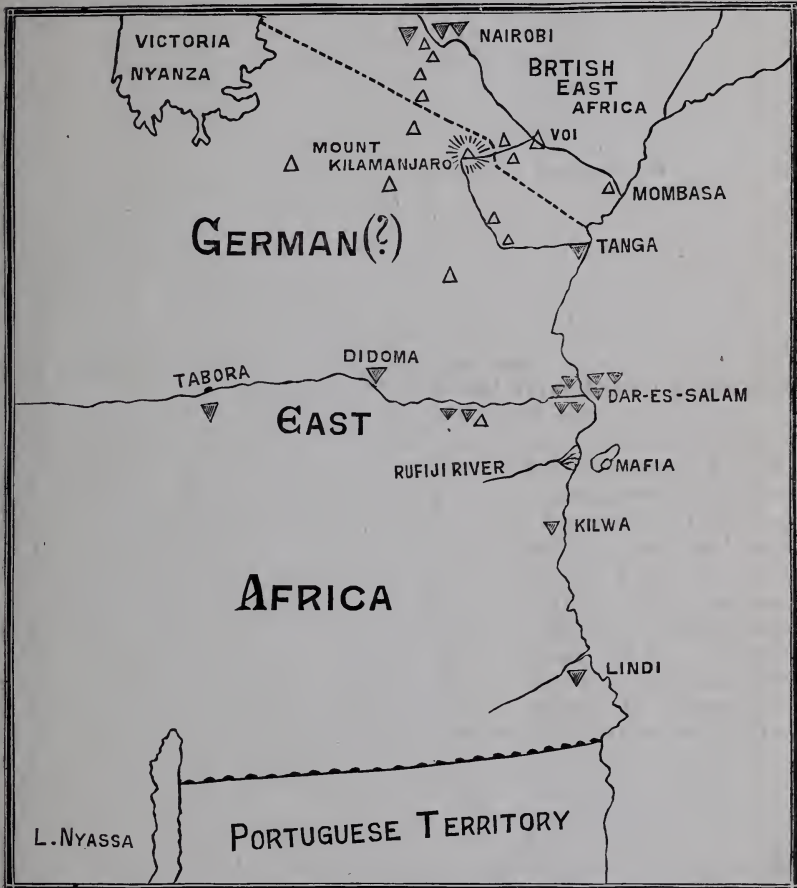 VICTORIA
NYANZA
NAIROBI
BRTISH
EAST
AFRICA
VOI
MOUNT
KILAMANJARO
MOMBASA
GERMAN(?)
TANGA
DIDOMA
TABORA
DAR-ES-SALAM
EAST
RUFIJI RIVER
MAFIA
KILWA
AFRICA
LINDI
L. NYASSA
PORTUGUESE TERRITORY